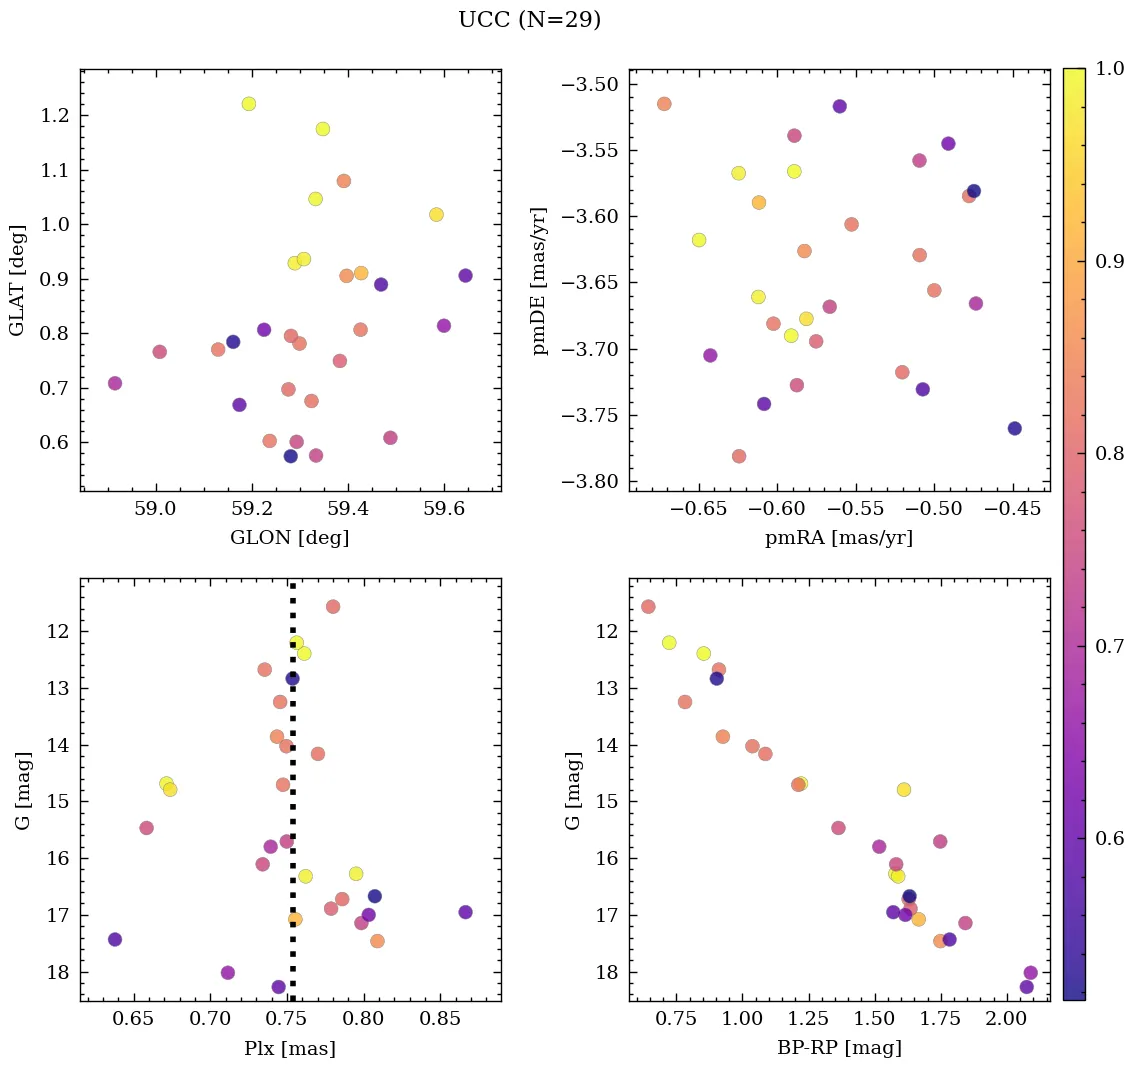 UCC (N=29)
1.2
1.1
1.0
0.9
0.8
0.7
0.6
GLAT [deg]
59.0 59.2 59.4 59.6
GLON [deg]
−3.50
−3.55
−3.60
−3.65
−3.70
−3.75
−3.80
pmDE [mas/yr]
−0.65 −0.60 −0.55 −0.50 −0.45
pmRA [mas/yr]
1.0
0.9
0.8
0.7
0.6
12
13
14
15
16
17
18
G [mag]
0.65 0.70 0.75 0.80 0.85
Plx [mas]
12
13
14
15
16
17
18
G [mag]
0.75 1.00 1.25 1.50 1.75 2.00
BP-RP [mag]